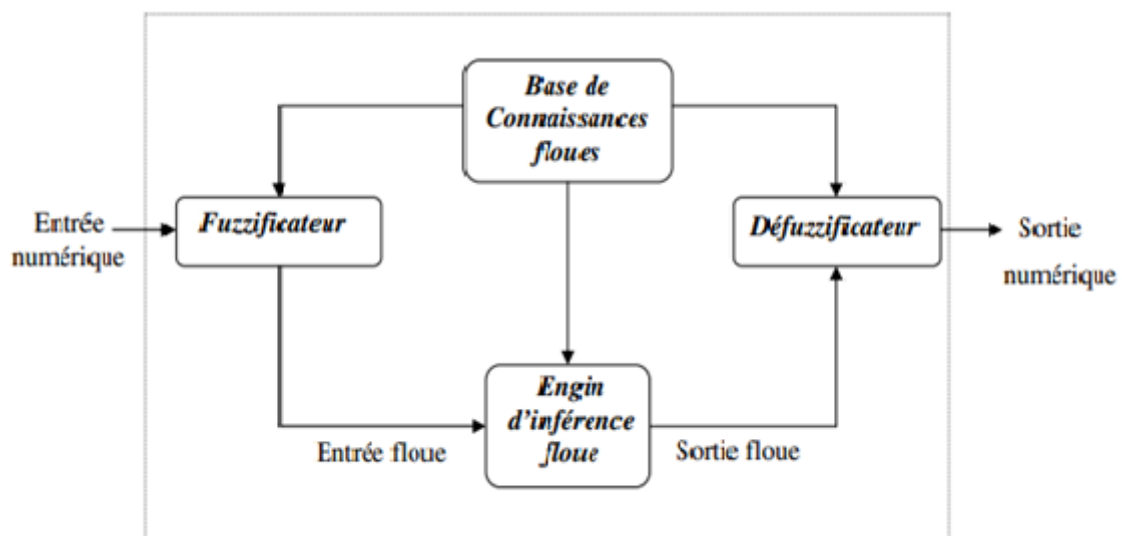 Base de
Connaissances
floues
Entrée
numérique
Fuzzificateur
Défuzzificateur
Sortie
numérique
Engin
d'inférence
floue
Entrée floue
Sortie floue